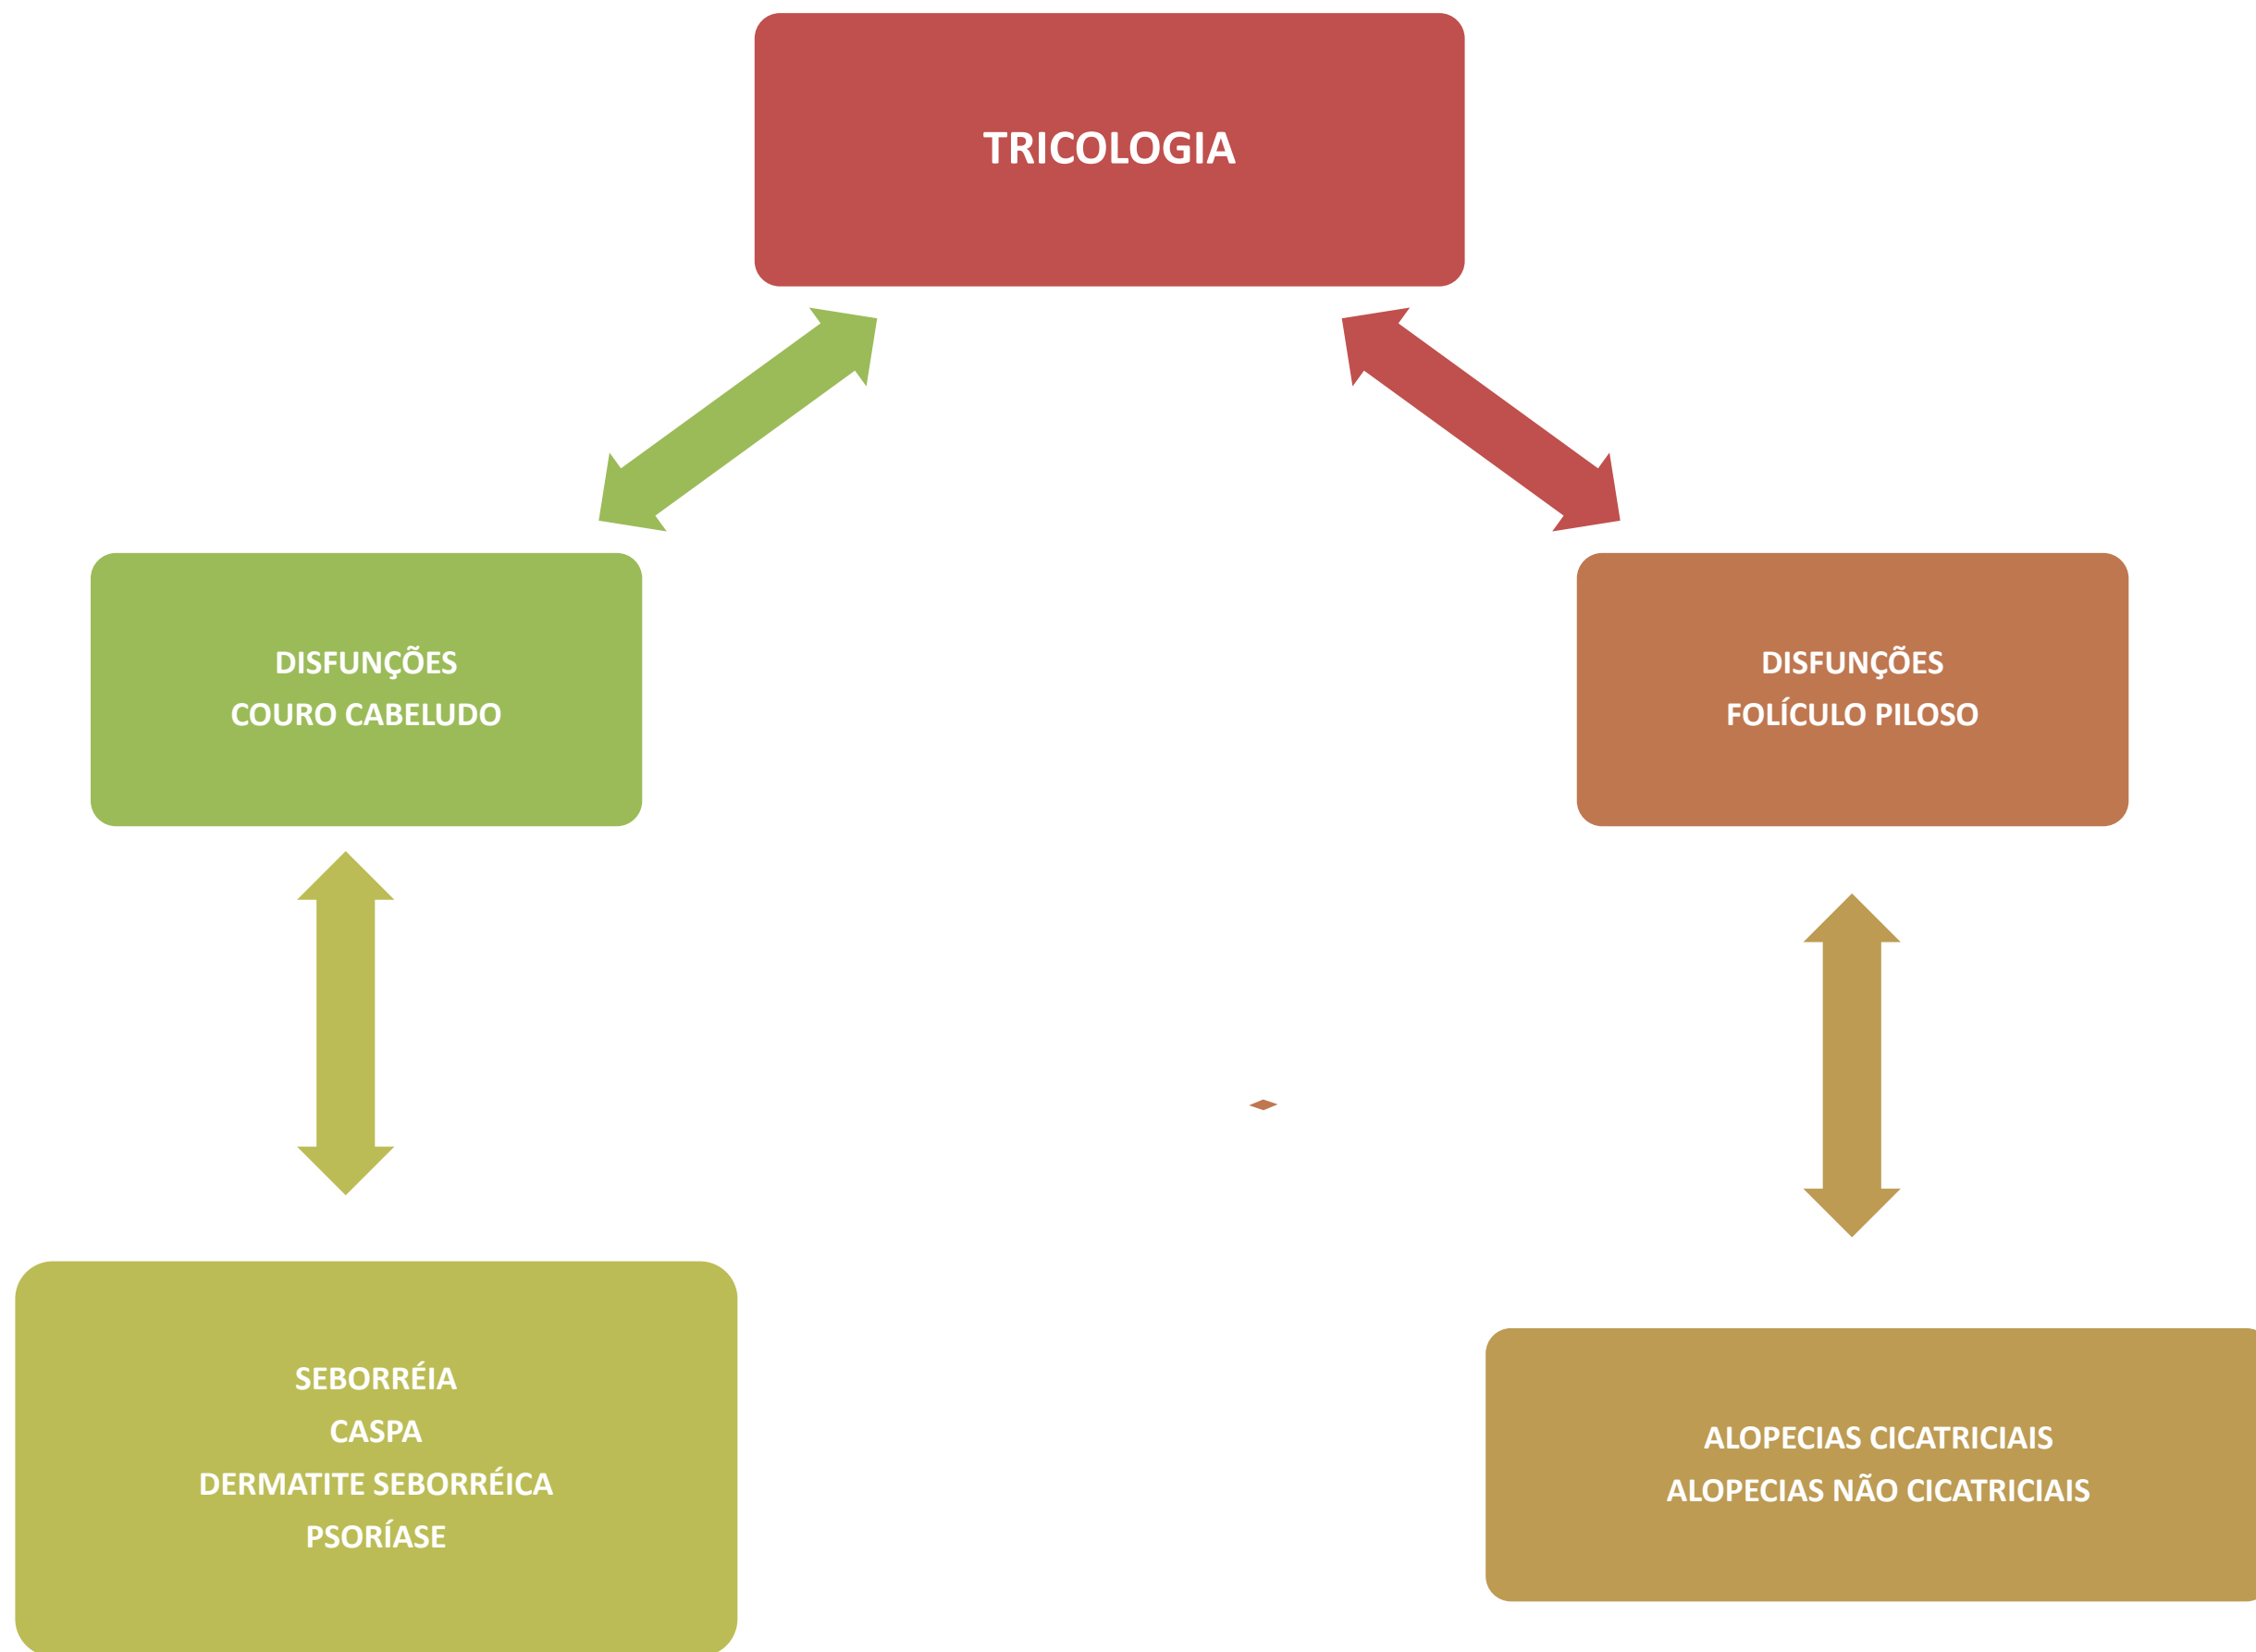 TRICOLOGIA
DISFUNÇÕES
COURO CABELUDO
DISFUNÇÕES
FOLÍCULO PILOSO
SEBORRÉIA
CASPA
DERMATITE SEBORRÉICA
PSORÍASE
ALOPECIAS CICATRICIAIS
ALOPECIAS NÃO CICATRICIAIS